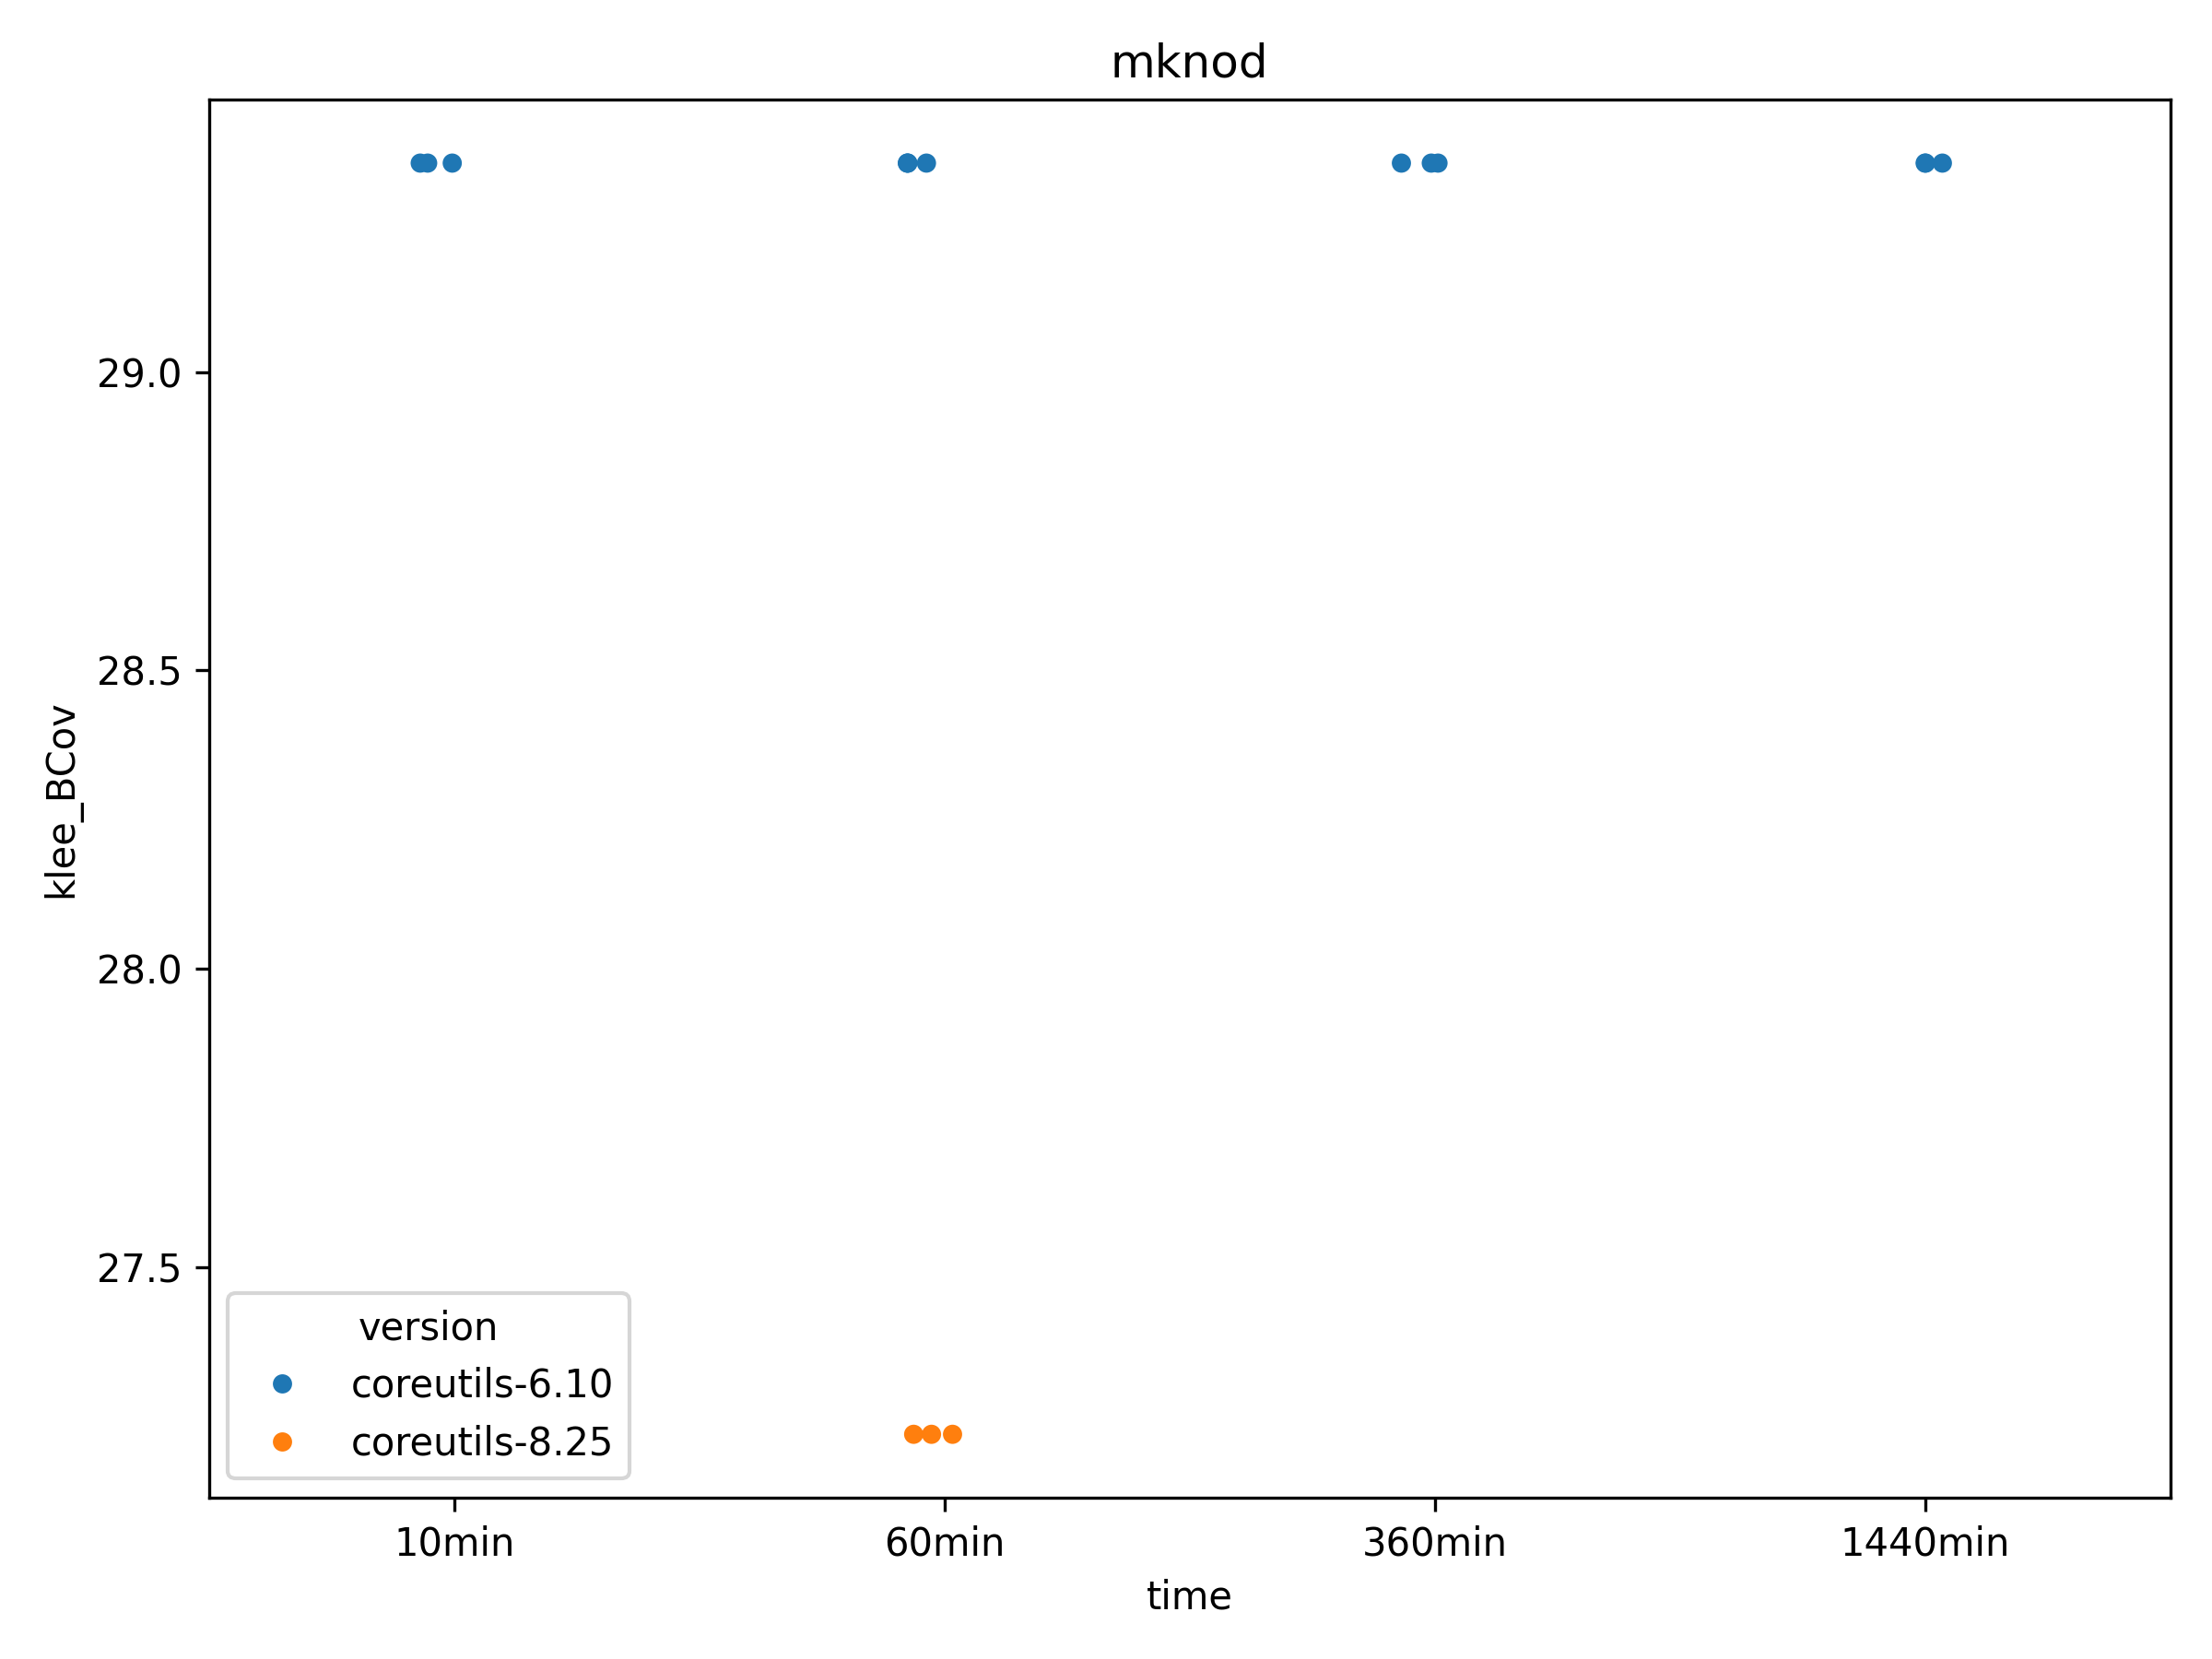 mknod
klee_BCov
29.0
28.5
28.0
27.5
version
coreutils-6.10
coreutils-8.25
10min
60min
360min
1440min
time